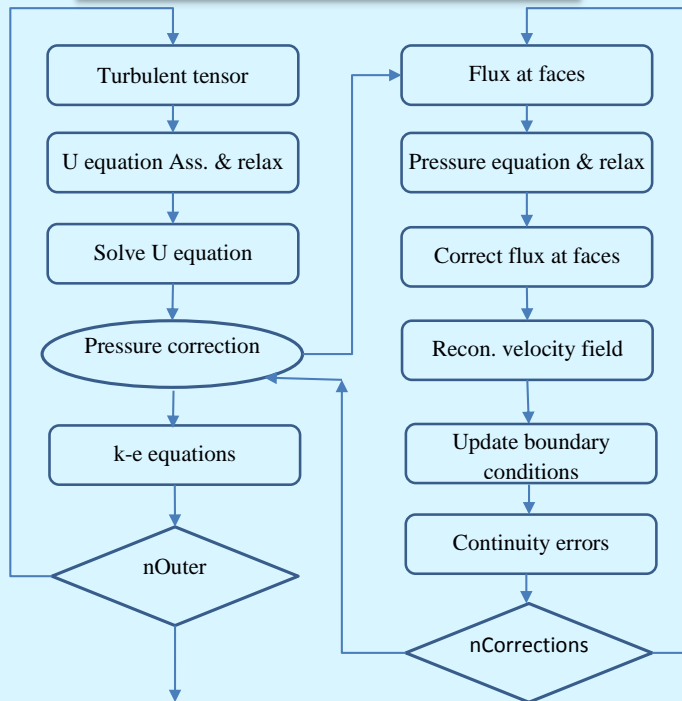 Turbulent tensor
U equation Ass. & relax
Solve U equation
Pressure correction
k-e equations
nOuter
Flux at faces
Pressure equation & relax
Correct flux at faces
Recon. velocity field
Update boundary
conditions
Continuity errors
nCorrections